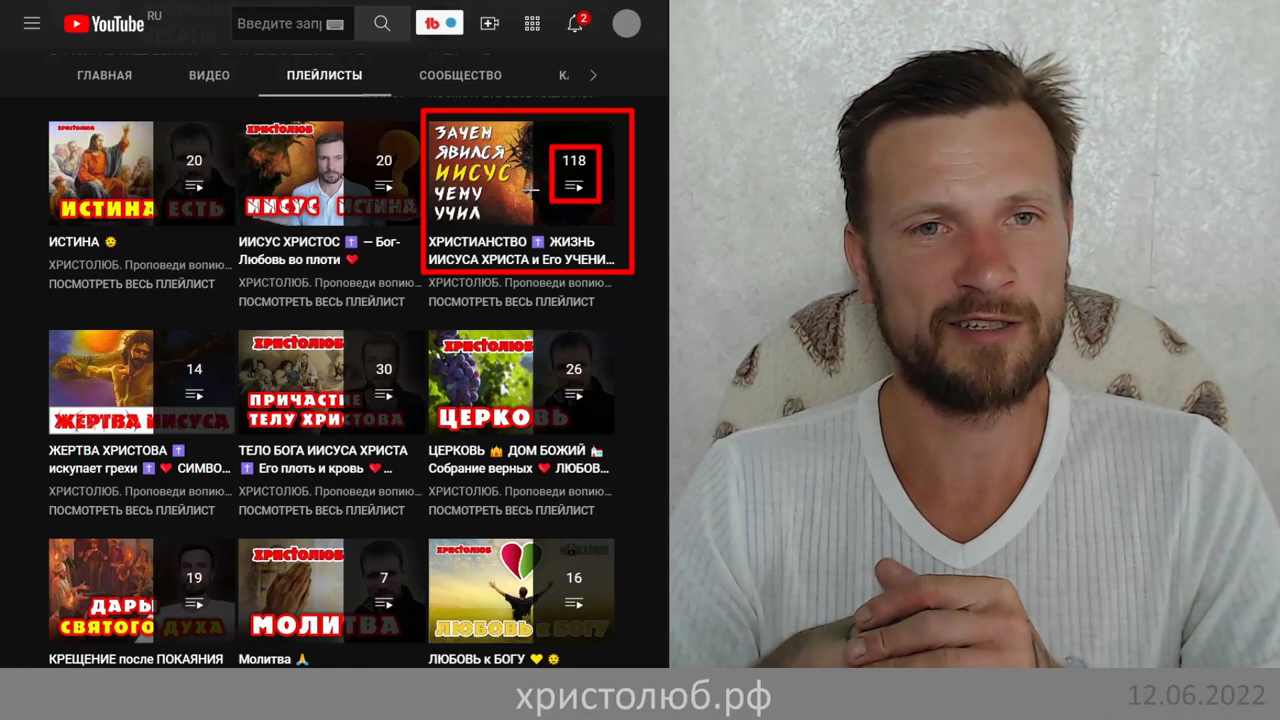 YouTube RU
Введите запр
2
ГЛАВНАЯ ВИДЕО ПЛЕЙЛИСТЫ СООБЩЕСТВО К
ХРИСТОЛЮБ
20
ИСТИНА ЕСТЬ
ИСТИНА
ХРИСТОЛЮБ. Проповеди вопию...
ПОСМОТРЕТЬ ВЕСЬ ПЛЕЙЛИСТ
ХРИСТОЛЮБ
20
ИИСУС ИСТИНА
ИИСУС ХРИСТОС ✝️ — Бог-
Любовь во плоти ❤️
ХРИСТОЛЮБ. Проповеди вопию...
ПОСМОТРЕТЬ ВЕСЬ ПЛЕЙЛИСТ
ЗАЧЕМ
ЯВИЛСЯ
ИИСУС
ЧЕМУ
УЧИЛ
118
ХРИСТИАНСТВО ✝️ ЖИЗНЬ
ИИСУСА ХРИСТА и Его УЧЕНИ...
ХРИСТОЛЮБ. Проповеди вопию...
ПОСМОТРЕТЬ ВЕСЬ ПЛЕЙЛИСТ
14
ЖЕРТВА ИИСУСА
ЖЕРТВА ХРИСТОВА ✝️
искупает грехи ✝️ ❤️ СИМВО...
ХРИСТОЛЮБ. Проповеди вопию...
ПОСМОТРЕТЬ ВЕСЬ ПЛЕЙЛИСТ
ХРИСТОЛЮБ
30
ПРИЧАСТИЕ
ТЕЛУ ХРИСТОВА
ТЕЛО БОГА ИИСУСА ХРИСТА
✝️ Его плоть и кровь ❤️...
ХРИСТОЛЮБ. Проповеди вопию...
ПОСМОТРЕТЬ ВЕСЬ ПЛЕЙЛИСТ
ХРИСТОЛЮБ
26
ЦЕРКОВЬ
ЦЕРКОВЬ ДОМ БОЖИЙ
Собрание верных ❤️ ЛЮБОВ...
ХРИСТОЛЮБ. Проповеди вопию...
ПОСМОТРЕТЬ ВЕСЬ ПЛЕЙЛИСТ
19
ДАРЫ
СВЯТОГО ДУХА
КРЕЩЕНИЕ после ПОКАЯНИЯ
ХРИСТОЛЮБ
7
МОЛИТВА
Молитва 🙏
ХРИСТОЛЮБ
16
ЛЮБОВЬ к БОГУ
ЛЮБОВЬ к БОГУ
христолюб.рф
12.06.2022